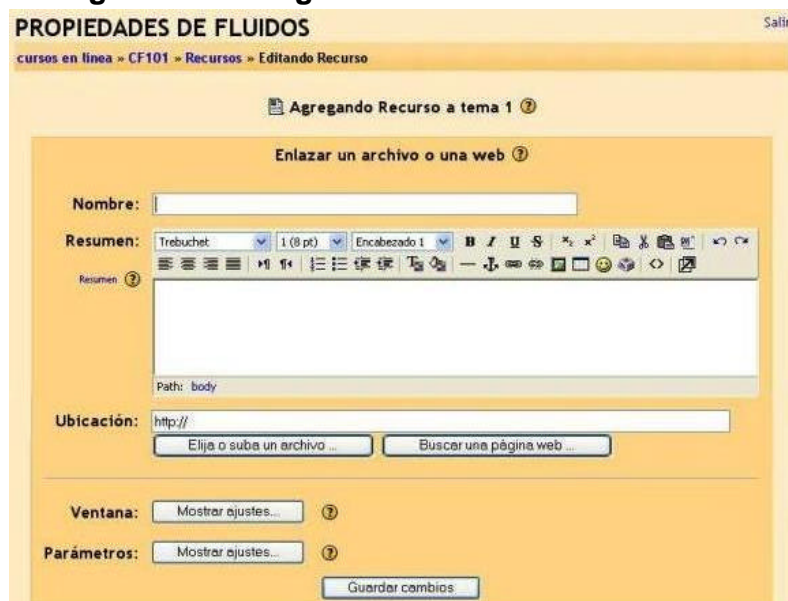 PROPIEDADES DE FLUIDOS
Salir
cursos en línea » CF101 » Recursos » Editando Recurso
Agregando Recurso a tema 1
Enlazar un archivo o una web
Nombre:
Resumen: Trebuchet 1 (8 pt) Encabezado 1 B I U S
Resumen
Path: body
Ubicación: http://
Elija o suba un archivo ... Buscar una página web ...
Ventana: Mostrar ajustes...
Parámetros: Mostrar ajustes...
Guardar cambios